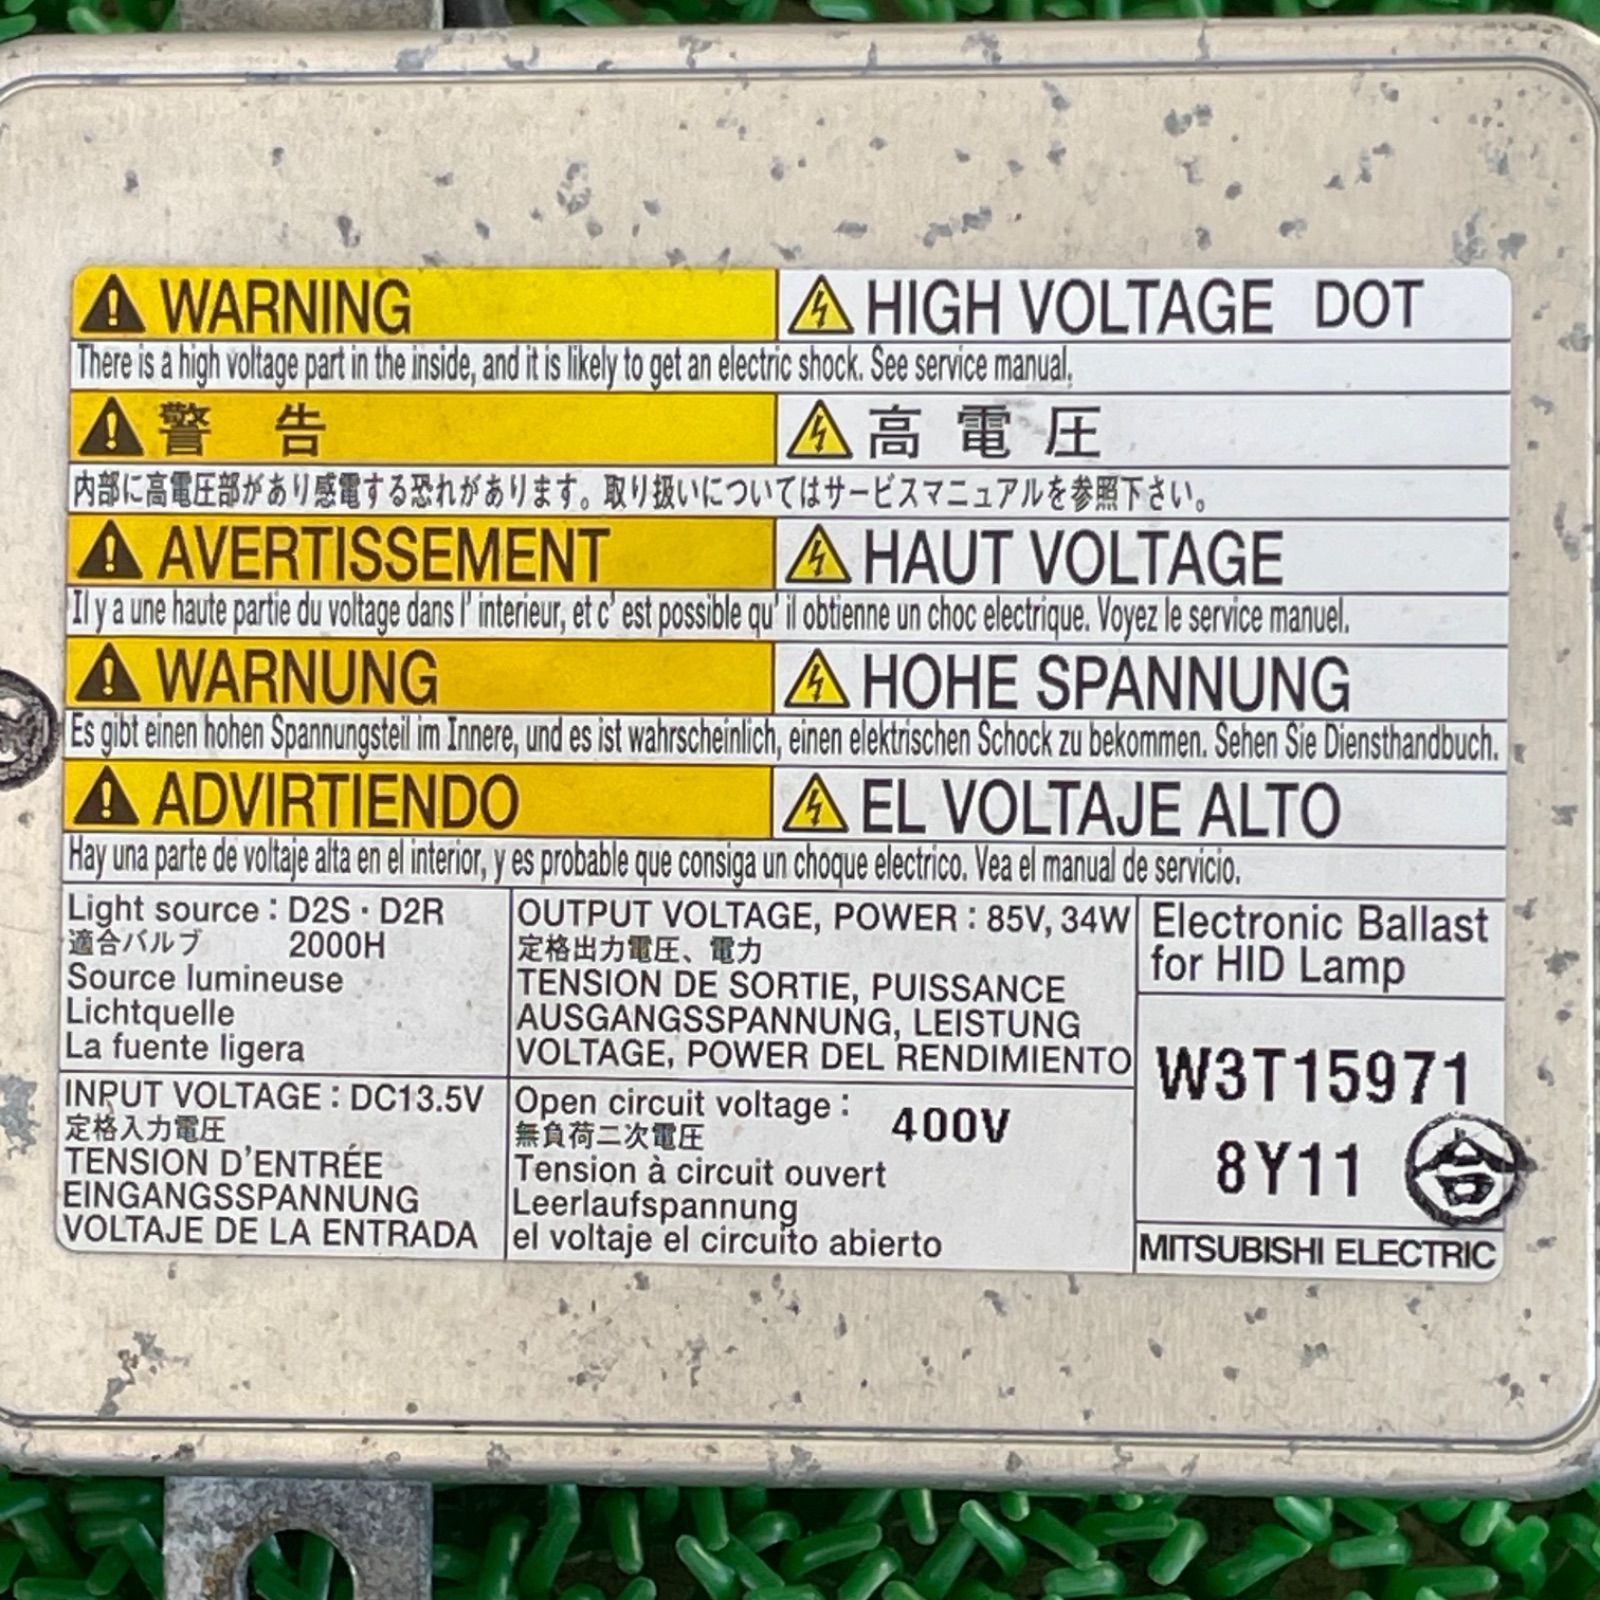 WARNING HIGH VOLTAGE DOT
There is a high voltage part in the inside, and it is likely to get an electric shock. See service manual.
警 告 高 電 圧
内部に高電圧部があり感電する恐れがあります。取り扱いについてはサービスマニュアルを参照下さい。
AVERTISSEMENT HAUT VOLTAGE
Il y a une haute partie du voltage dans l' interieur, et c' est possible qu' il obtienne un choc electrique. Voyez le service manuel.
WARNUNG HOHE SPANNUNG
Es gibt einen hohen Spannungsteil im Innere, und es ist wahrscheinlich, einen elektrischen Schock zu bekommen. Sehen Sie Diensthandbuch.
ADVIRTIENDO EL VOLTAJE ALTO
Hay una parte de voltaje alta en el interior, y es probable que consiga un choque electrico. Vea el manual de servicio.
Light source : D2S · D2R
適合バルブ 2000H
Source lumineuse
Lichtquelle
La fuente ligera
OUTPUT VOLTAGE, POWER : 85V, 34W
定格出力電圧、電力
TENSION DE SORTIE, PUISSANCE
AUSGANGSSPANNUNG, LEISTUNG
VOLTAGE, POWER DEL RENDIMIENTO
Electronic Ballast
for HID Lamp
INPUT VOLTAGE : DC13.5V
定格入力電圧
TENSION D'ENTRÉE
EINGANGSSPANNUNG
VOLTAJE DE LA ENTRADA
Open circuit voltage : 400V
無負荷二次電圧
Tension à circuit ouvert
Leerlaufspannung
el voltaje el circuito abierto
W3T15971
8Y11 合
MITSUBISHI ELECTRIC